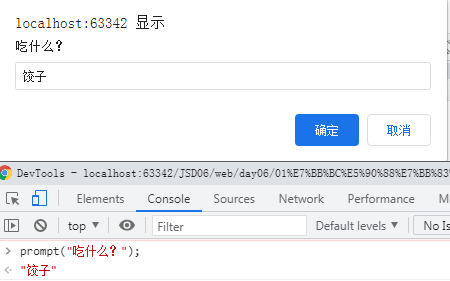 localhost:63342 显示
吃什么？
饺子
确定 取消
DevTools - localhost:63342/JSD06/web/day06/01%E7%BB%BC%E5%90%88%E7%BB%83%
Elements Console Sources Network Performance M
top Filter Default levels No Is
prompt("吃什么？");
"饺子"